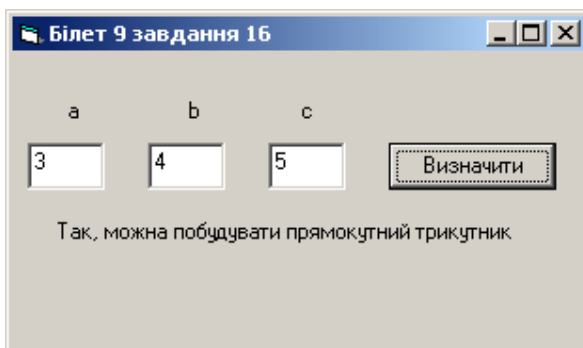 Білет 9 завдання 16
a b c
3 4 5 Визначити
Так, можна побудувати прямокутний трикутник